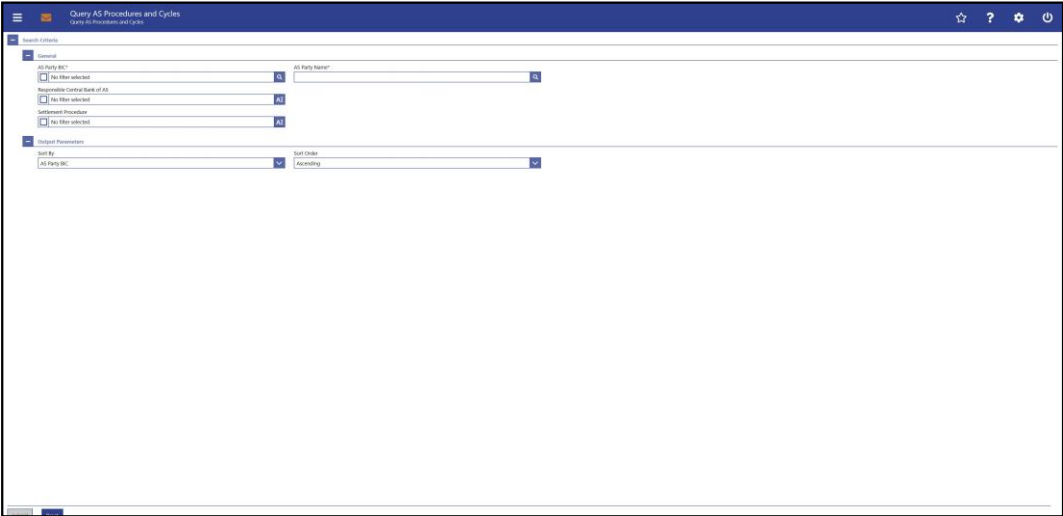 Query AS Procedures and Cycles
Query AS Procedures and Cycles
Search Criteria
General
AS Party BIC* AS Party Name*
No filter selected
Responsible Central Bank of AS
No filter selected
Settlement Procedure
No filter selected
Output Parameters
Sort By Sort Order
AS Party BIC Ascending